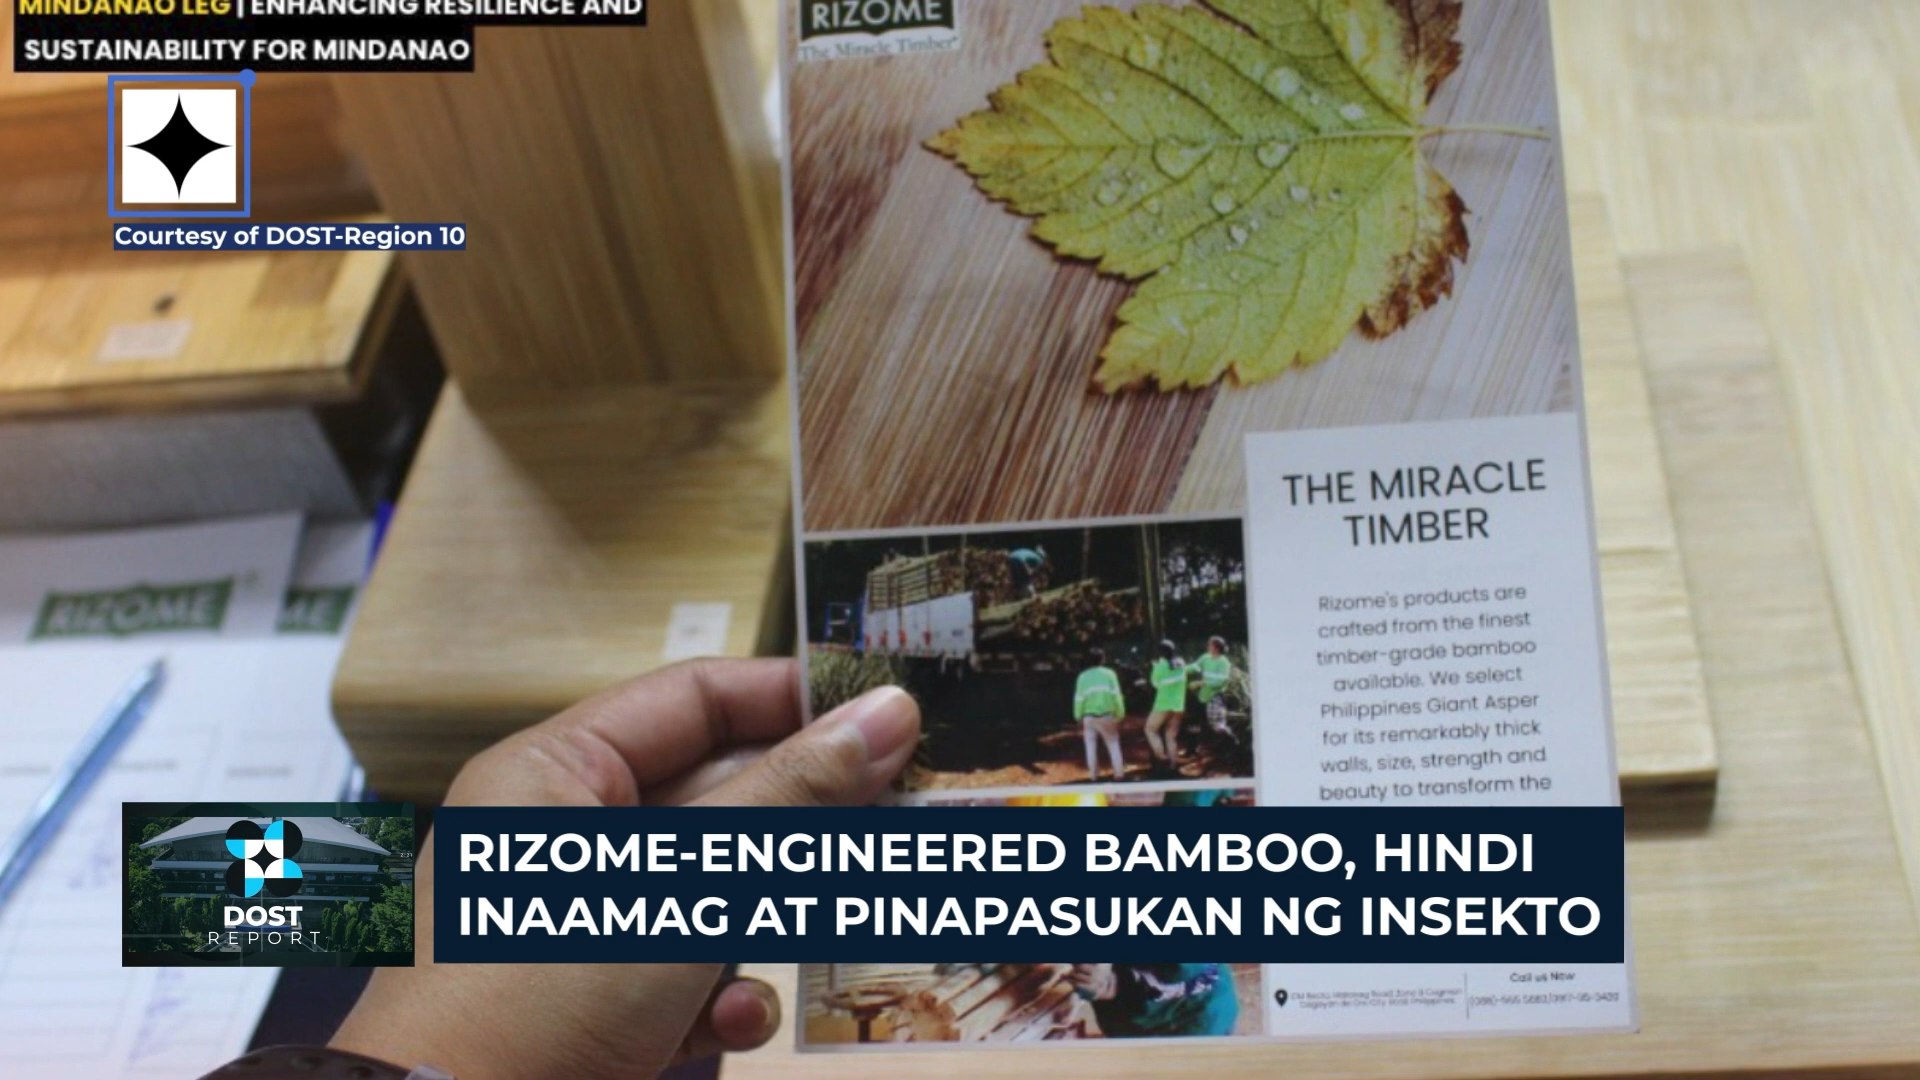 MINDANAO LEG | ENHANCING RESILIENCE AND
SUSTAINABILITY FOR MINDANAO
Courtesy of DOST-Region 10
RIZOME
The Miracle Timber
THE MIRACLE
TIMBER
Rizome's products are
crafted from the finest
timber-grade bamboo
available. We select
Philippines Giant Asper
for its remarkably thick
walls, size, strength and
beauty to transform the
RIZOME
ME
DOST
REPORT
RIZOME-ENGINEERED BAMBOO, HINDI
INAAMAG AT PINAPASUKAN NG INSEKTO
Call us Now